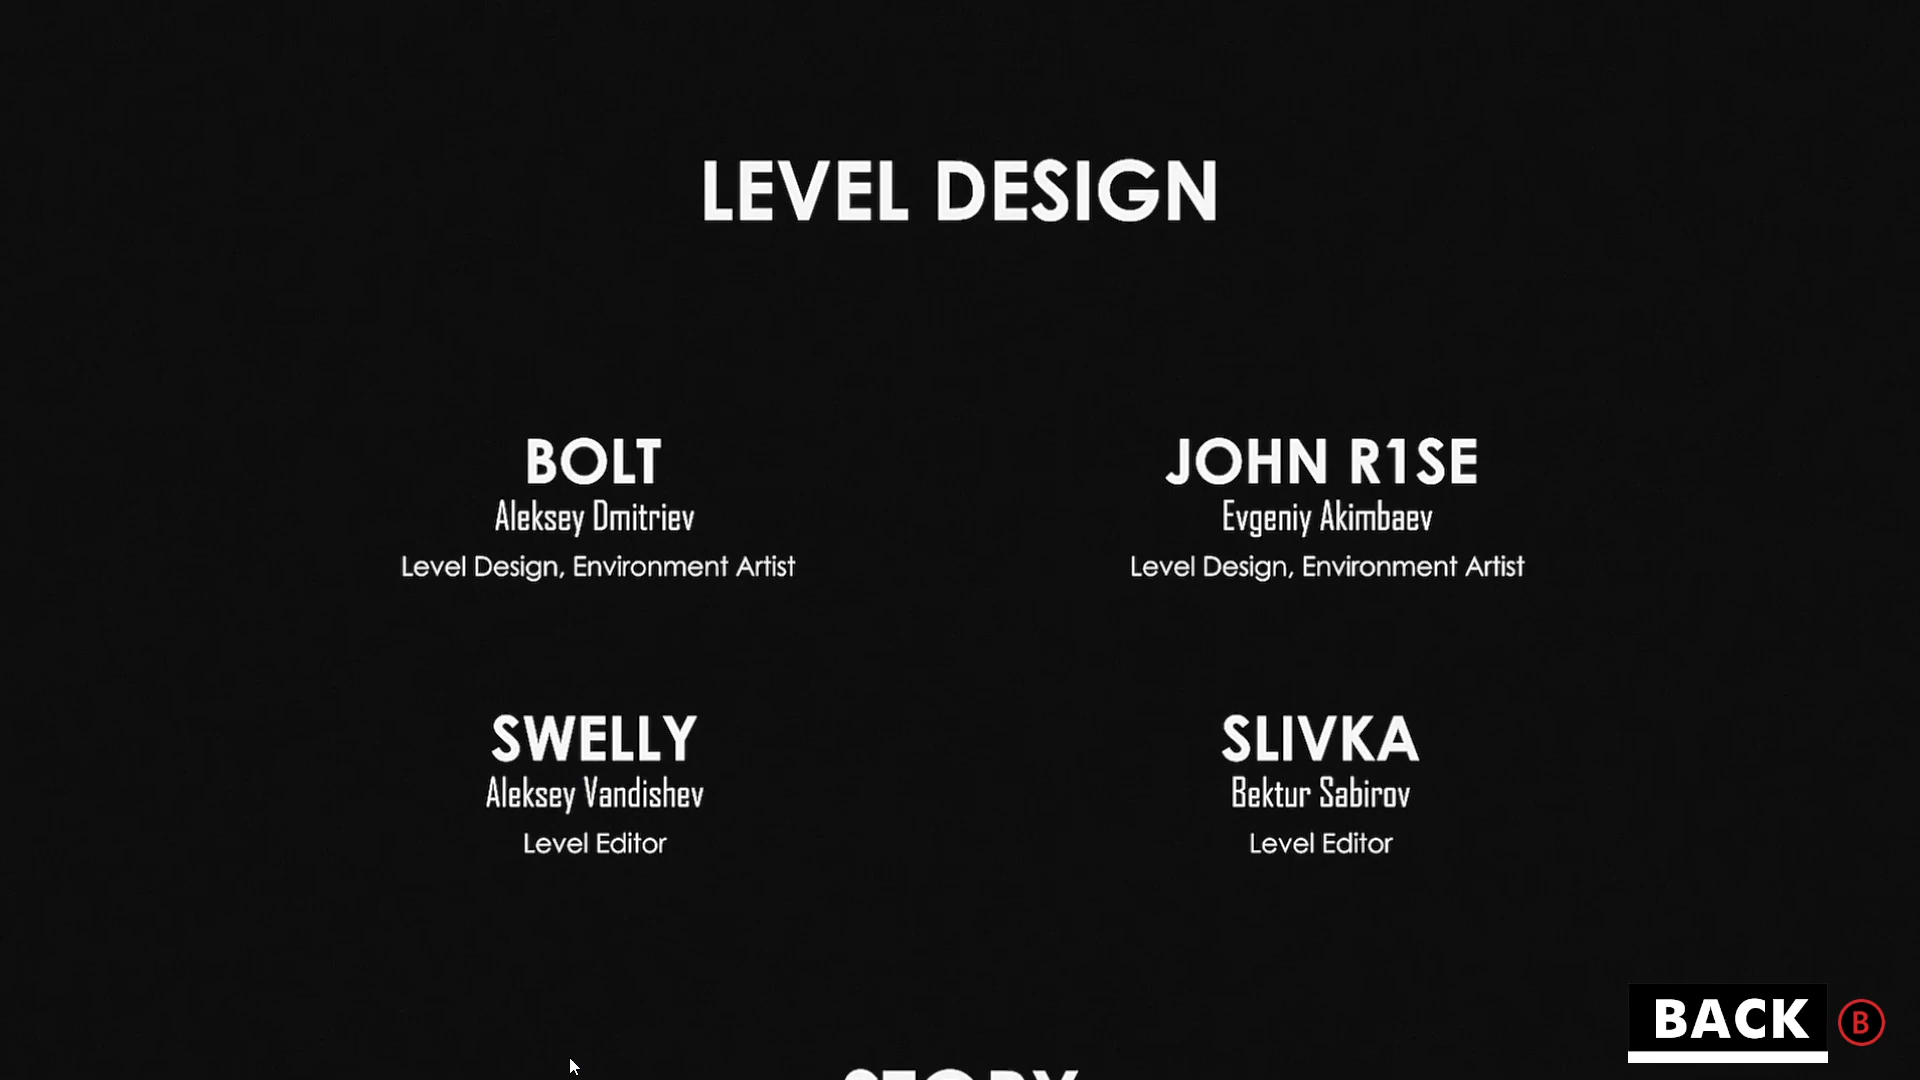 LEVEL DESIGN
BOLT
Aleksey Dmitriev
Level Design, Environment Artist
JOHN R1SE
Evgeniy Akimbaev
Level Design, Environment Artist
SWELLY
Aleksey Vandishev
Level Editor
SLIVKA
Bektur Sabirov
Level Editor
BACK B
STORY